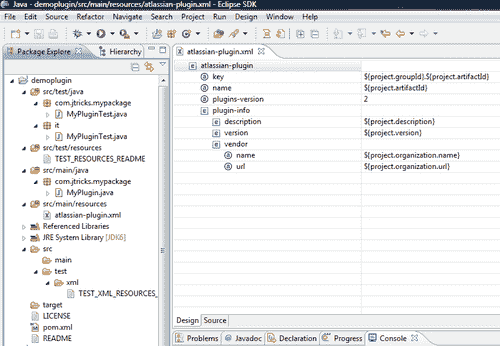 Java - demoplugin/src/main/resources/atlassian-plugin.xml - Eclipse SDK
File Edit Source Refactor Navigate Search Project Run Design Window Help
Package Explorer Hierarchy
demoplugin
src/test/java
com.jtricks.mypackage
MyPluginTest.java
it
MyPluginTest.java
src/test/resources
TEST_RESOURCES_README
src/main/java
com.jtricks.mypackage
MyPlugin.java
src/main/resources
atlassian-plugin.xml
Referenced Libraries
JRE System Library [JDK6]
src
main
test
xml
TEST_XML_RESOURCES_
target
LICENSE
pom.xml
README
atlassian-plugin.xml
atlassian-plugin
key ${project.groupId}.${project.artifactId}
name ${project.artifactId}
plugins-version 2
plugin-info
description ${project.description}
version ${project.version}
vendor
name ${project.organization.name}
url ${project.organization.url}
Design Source
Problems Javadoc Declaration Progress Console